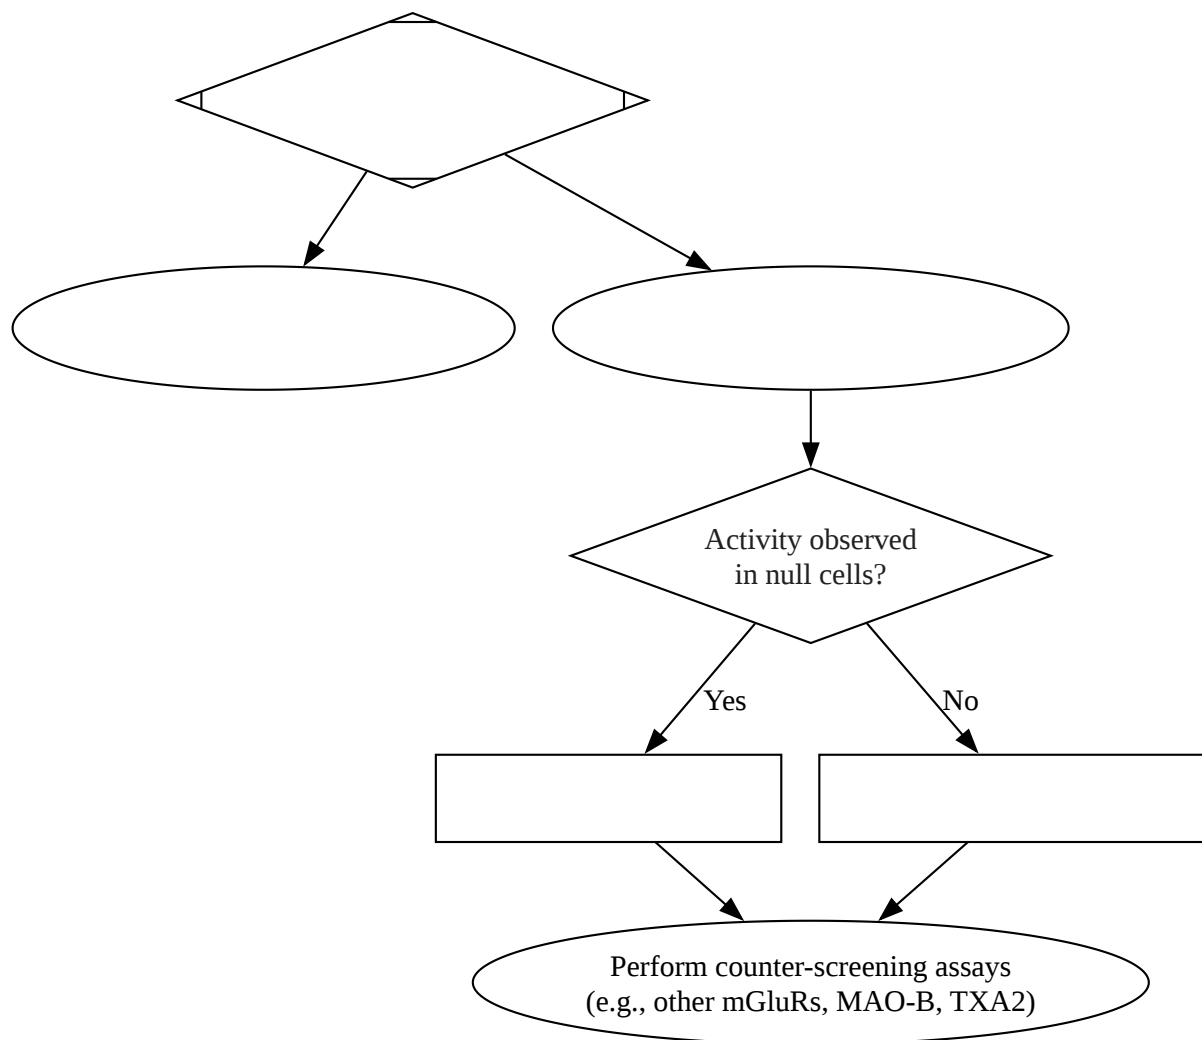 Activity observed
in null cells?
Yes
No
Perform counter-screening assays
(e.g., other mGluRs, MAO-B, TXA2)